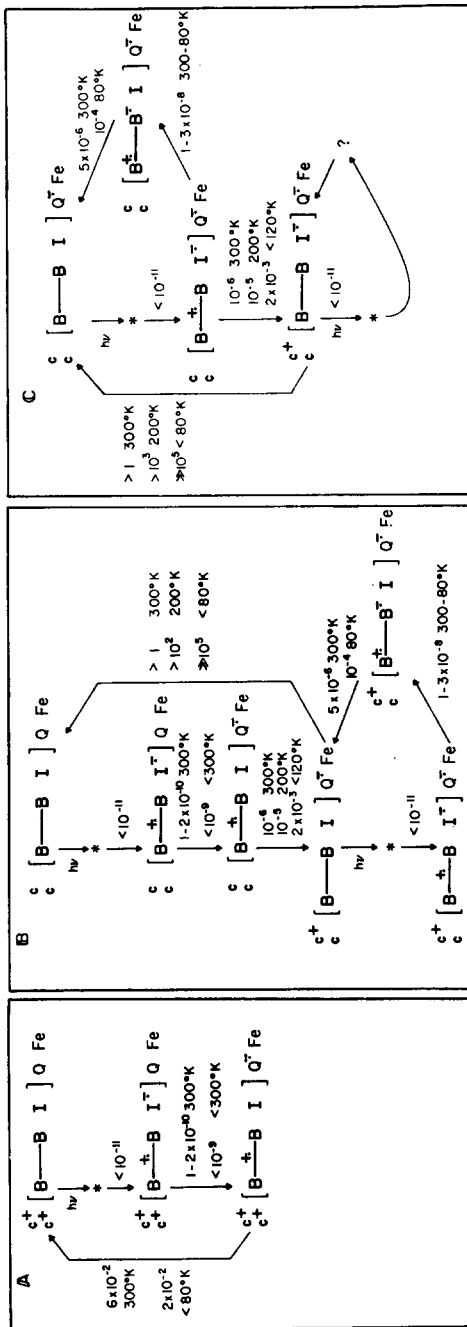 A
c⁺
c⁺ [B—B I ] Q Fe
hν
*
<10⁻¹¹
c⁺
c⁺ [B⁺—B I⁻ ] Q Fe
1-2x10⁻¹⁰ 300°K
<10⁻⁹ <300°K
c⁺
c⁺ [B⁺—B I ] Q⁻ Fe
6x10⁻²
300°K
2x10⁻²
<80°K
B
c
c [B—B I ] Q Fe
hν
*
<10⁻¹¹
c
c [B⁺—B I⁻ ] Q Fe
1-2x10⁻¹⁰ 300°K
<10⁻⁹ <300°K
c
c [B⁺—B I ] Q⁻ Fe
10⁻⁶ 300°K
10⁻⁵ 200°K
2x10⁻³ <120°K
c⁺
c [B—B I ] Q⁻ Fe
hν
*
<10⁻¹¹
c⁺
c [B⁺—B I⁻ ] Q⁻ Fe
1-3x10⁻⁸ 300-80°K
c⁺
c [B⁺—B⁻ I ] Q⁻ Fe
5x10⁻⁶ 300°K
10⁻⁴ 80°K
>1 300°K
>10² 200°K
≫10⁵ <80°K
C
c
c [B—B I ] Q⁻ Fe
hν
*
<10⁻¹¹
c
c [B⁺—B I⁻ ] Q⁻ Fe
1-3x10⁻⁸ 300-80°K
c
c [B⁺—B⁻ I ] Q⁻ Fe
5x10⁻⁶ 300°K
10⁻⁴ 80°K
10⁻⁶ 300°K
10⁻⁵ 200°K
2x10⁻³ <120°K
c⁺
c [B—B I⁻ ] Q⁻ Fe
hν
*
<10⁻¹¹
?
>1 300°K
>10³ 200°K
≫10⁵ <80°K